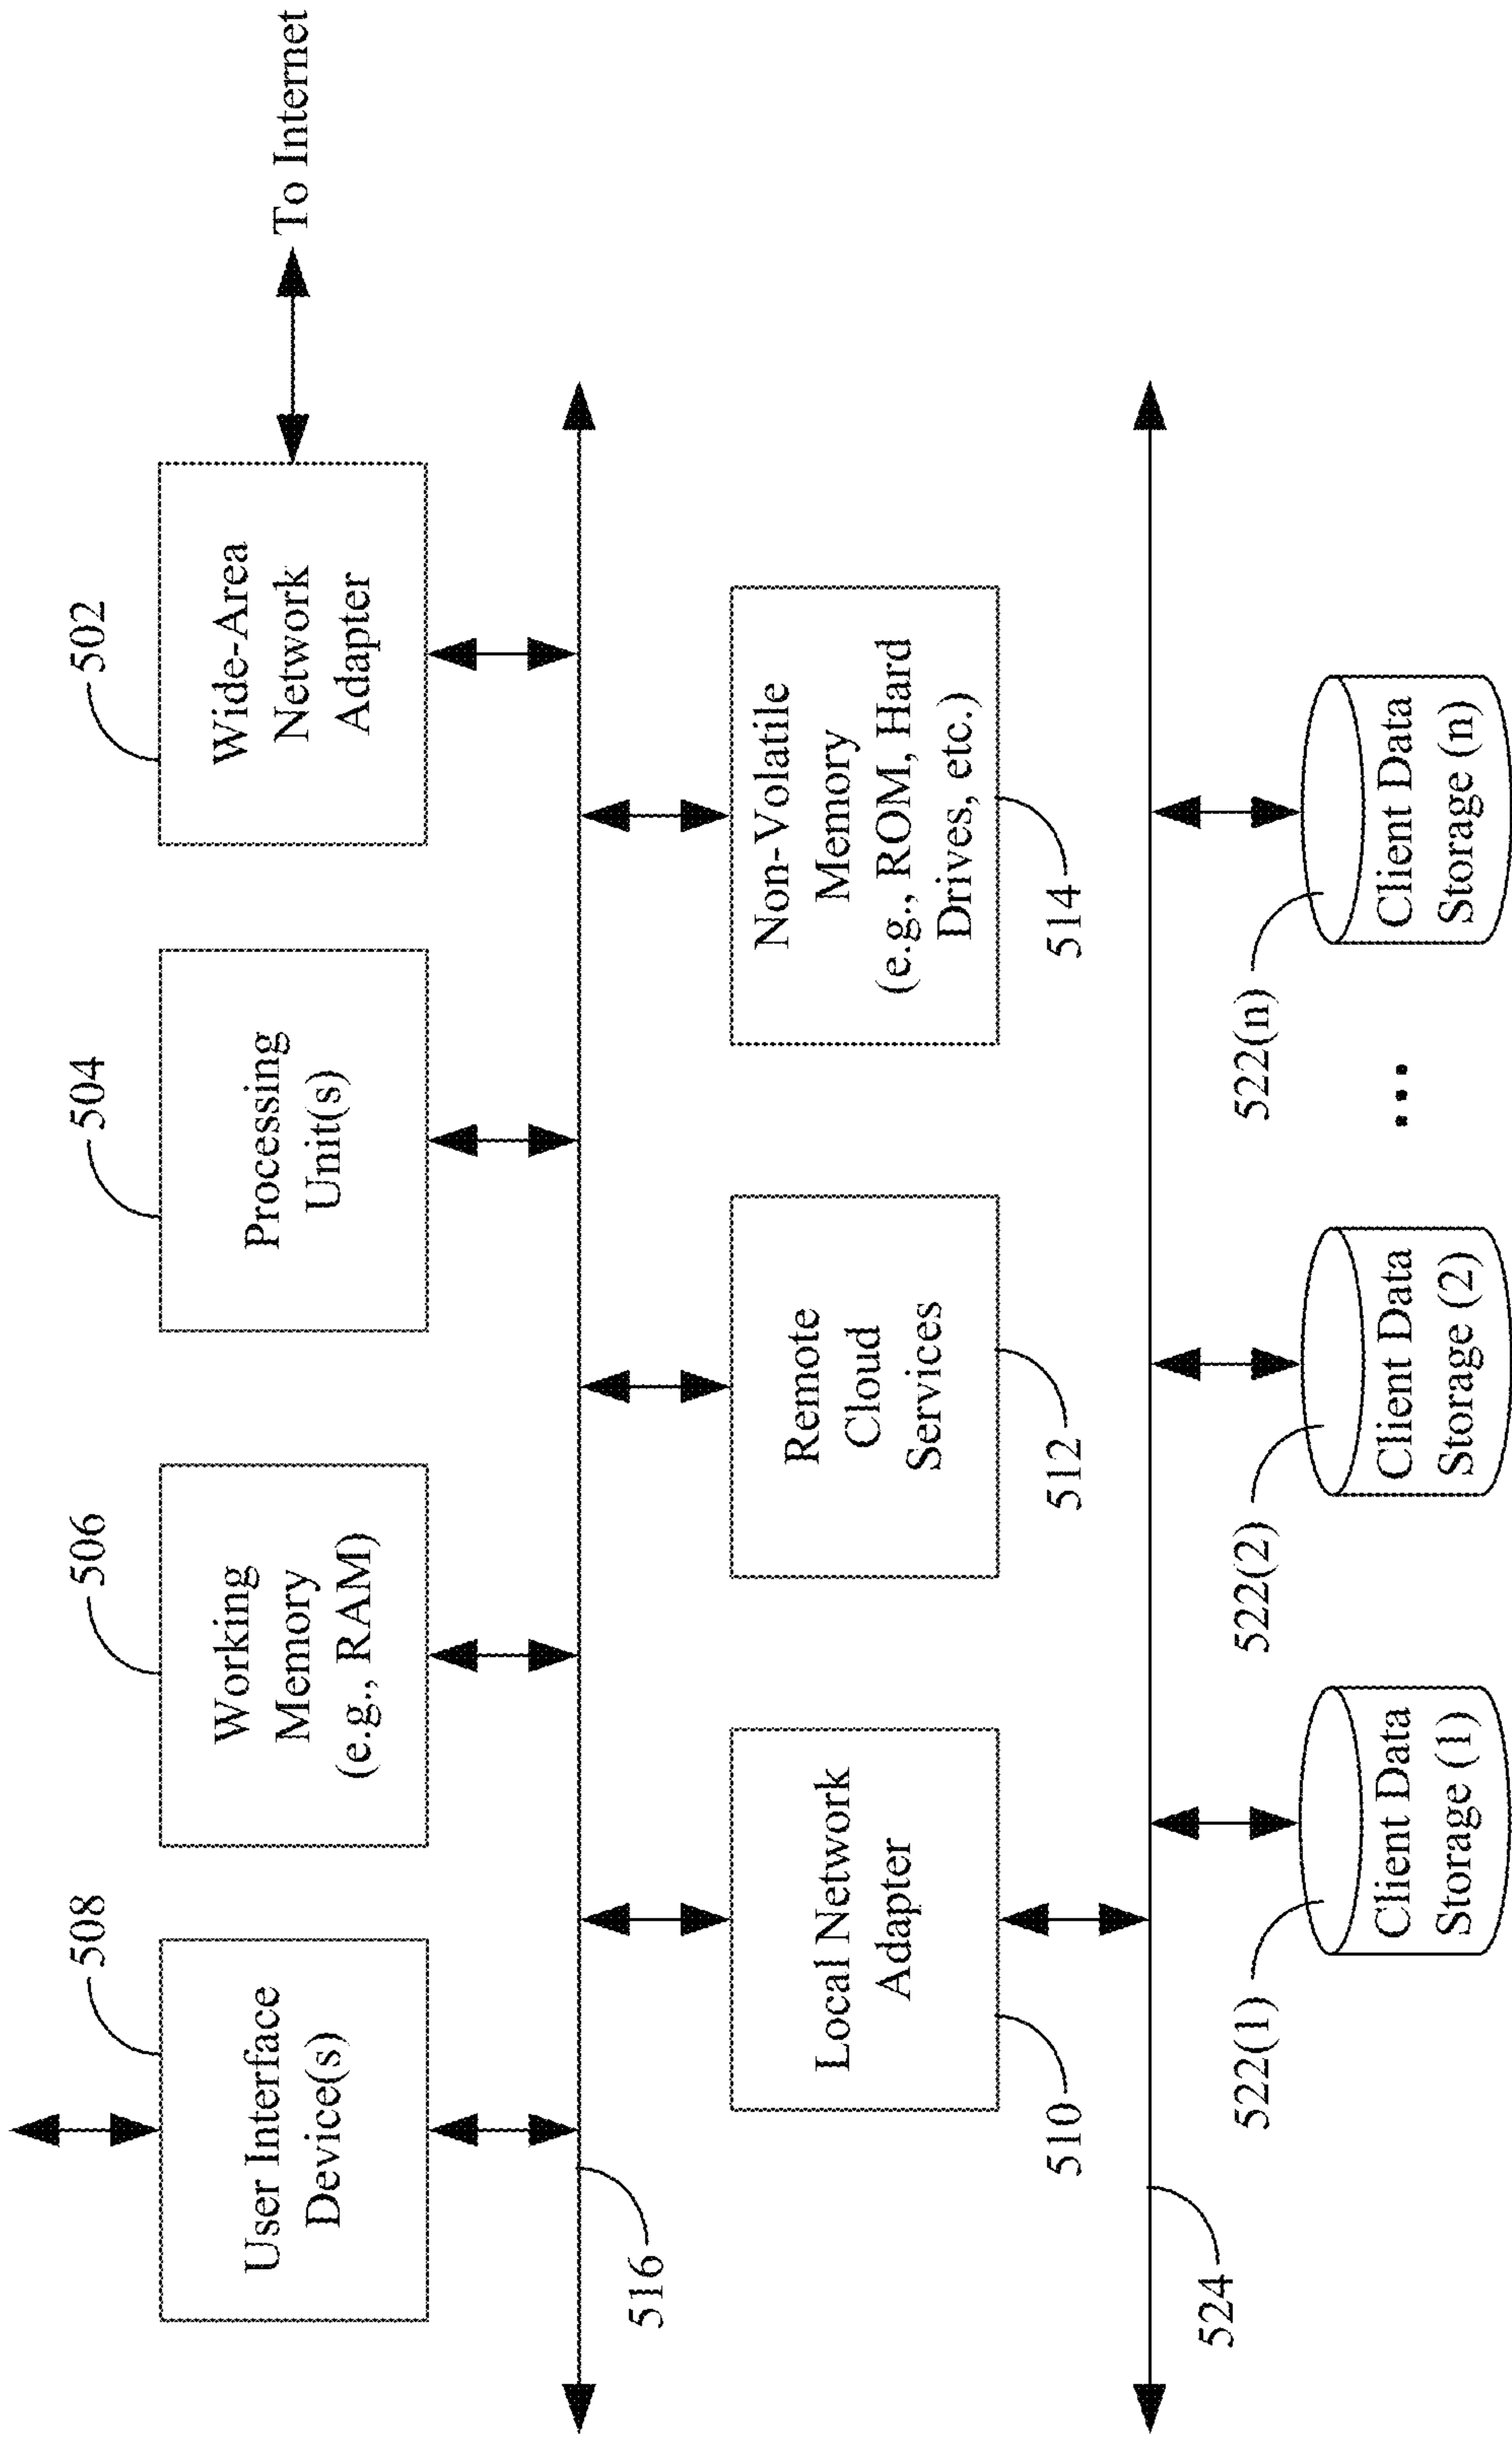 508
506
504
502
User Interface
Device(s)
Working
Memory
(e.g., RAM)
Processing
Unit(s)
Wide-Area
Network
Adapter
To Internet
516
Local Network
Adapter
Remote
Cloud
Services
Non-Volatile
Memory
(e.g., ROM, Hard
Drives, etc.)
510
512
514
524
522(1)
522(2)
522(n)
Client Data
Storage (1)
Client Data
Storage (2)
...
Client Data
Storage (n)